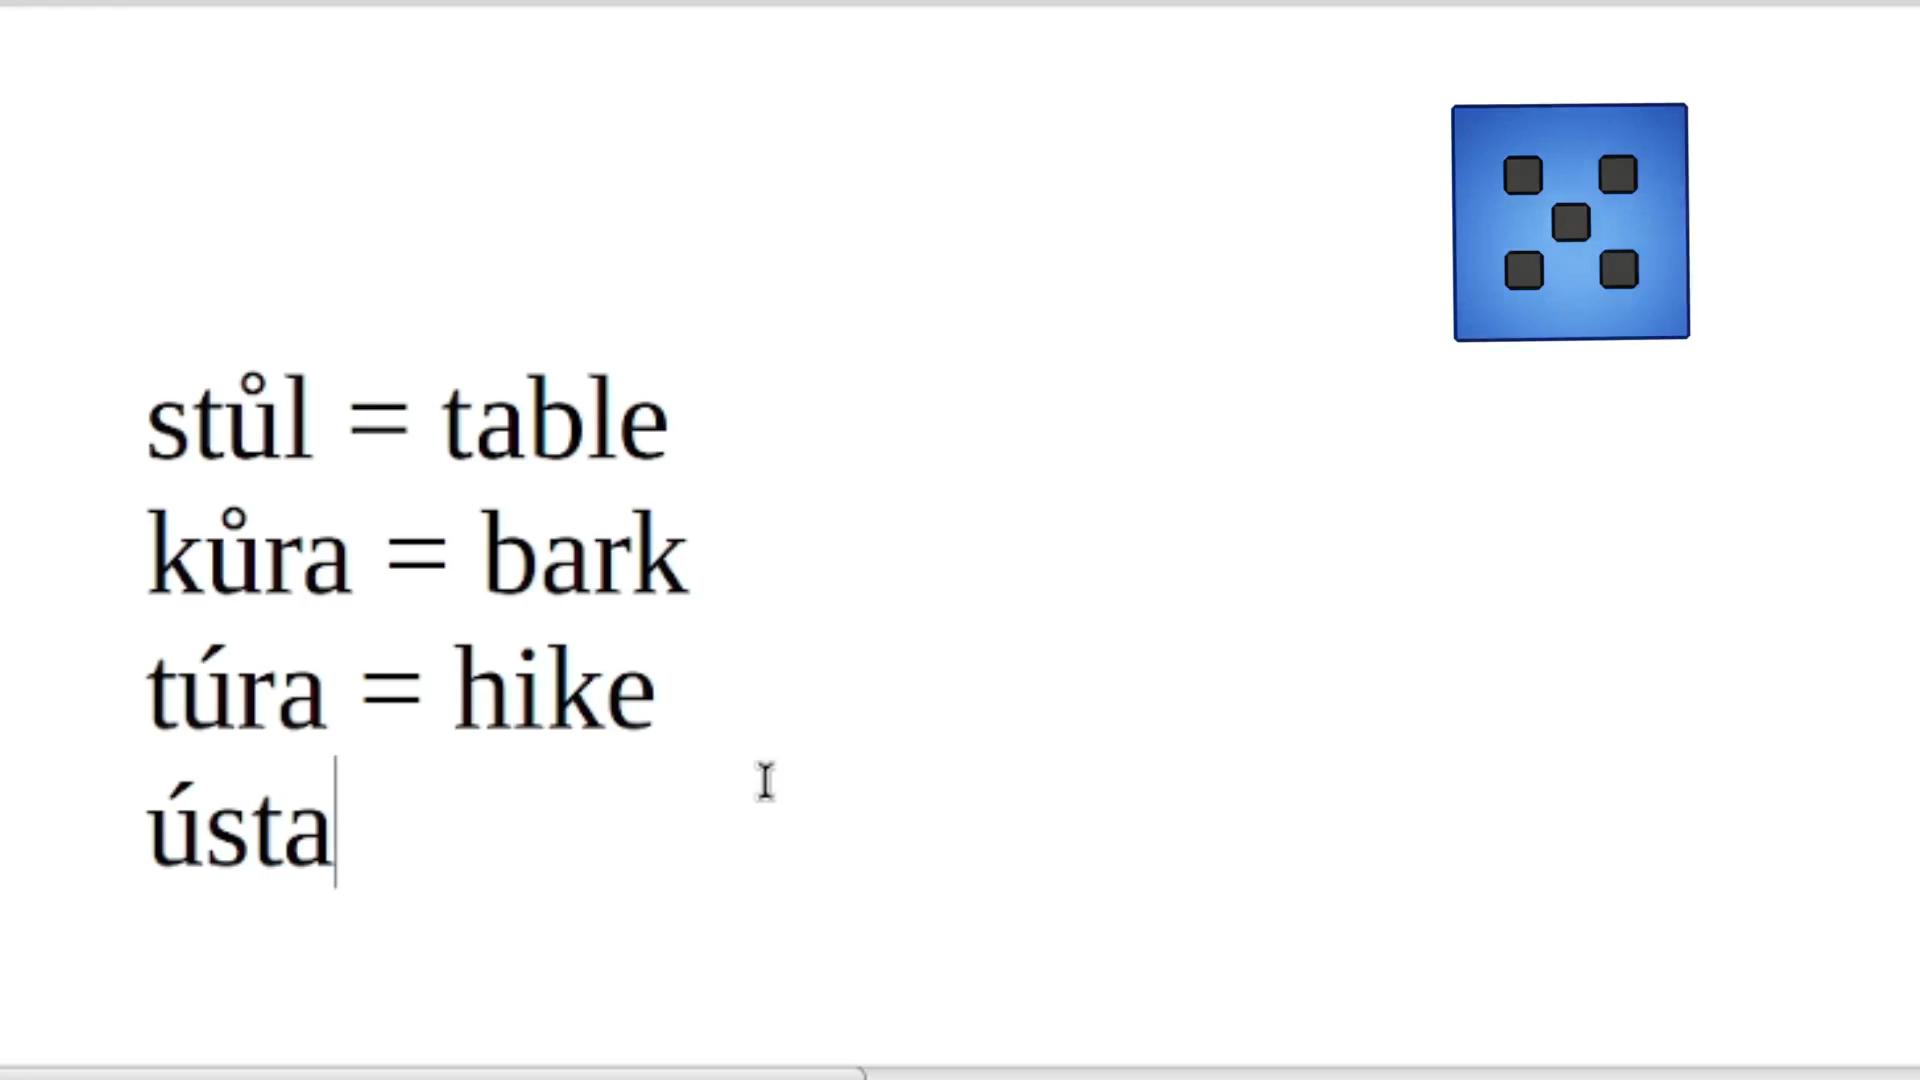 stůl = table
kůra = bark
túra = hike
ústa